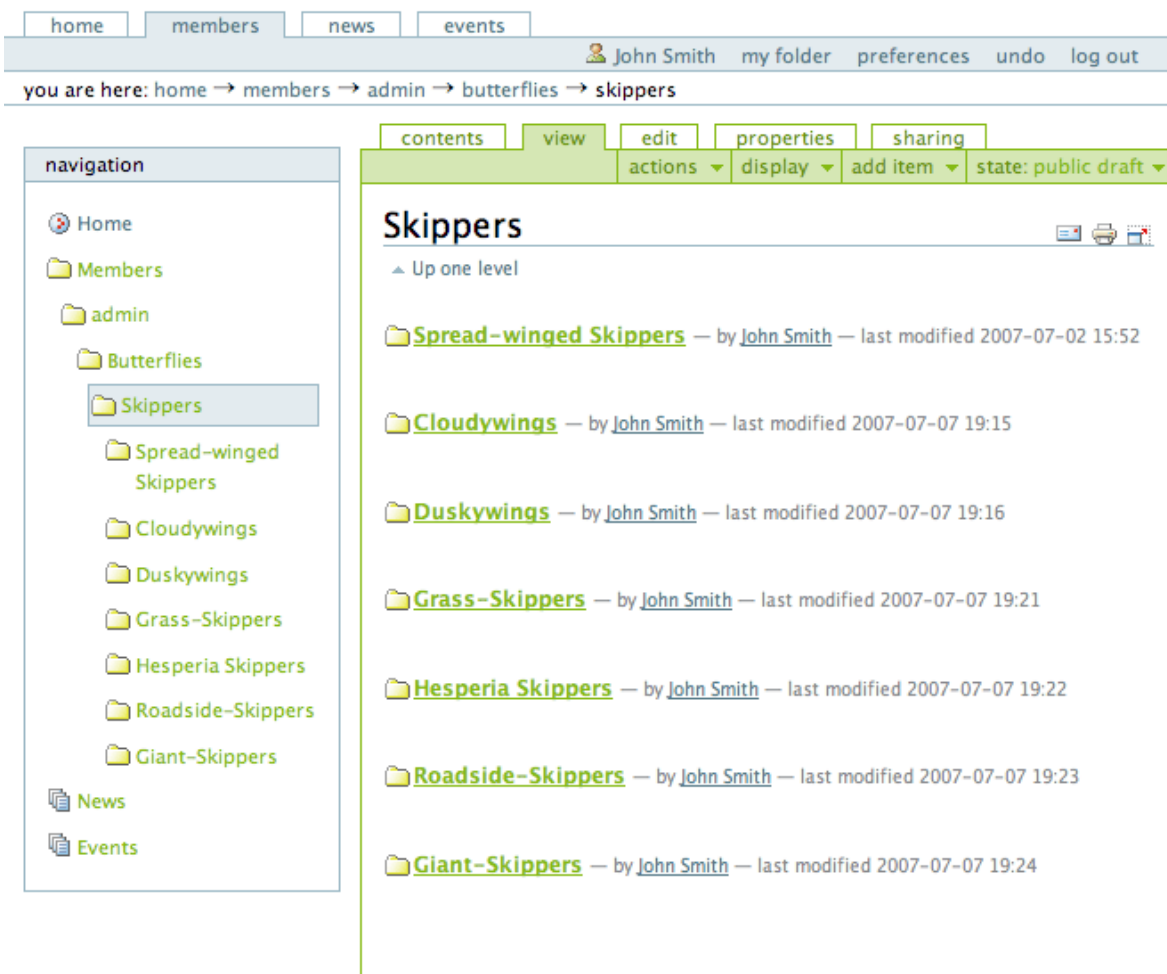 home members news events
John Smith my folder preferences undo log out
you are here: home → members → admin → butterflies → skippers
contents view edit properties sharing
actions display add item state: public draft
navigation
Home
Members
admin
Butterflies
Skippers
Spread-winged
Skippers
Cloudywings
Duskywings
Grass-Skippers
Hesperia Skippers
Roadside-Skippers
Giant-Skippers
News
Events
Skippers
Up one level
Spread-winged Skippers — by John Smith — last modified 2007-07-02 15:52
Cloudywings — by John Smith — last modified 2007-07-07 19:15
Duskywings — by John Smith — last modified 2007-07-07 19:16
Grass-Skippers — by John Smith — last modified 2007-07-07 19:21
Hesperia Skippers — by John Smith — last modified 2007-07-07 19:22
Roadside-Skippers — by John Smith — last modified 2007-07-07 19:23
Giant-Skippers — by John Smith — last modified 2007-07-07 19:24